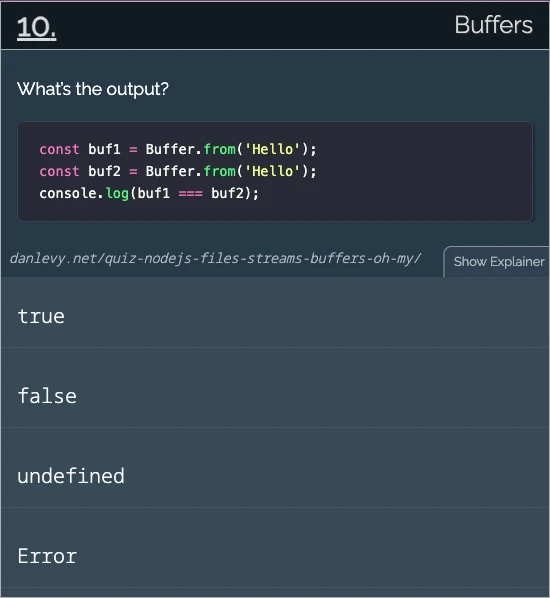 10.
Buffers
What's the output?
const buf1 = Buffer.from('Hello');
const buf2 = Buffer.from('Hello');
console.log(buf1 === buf2);
danlevy.net/quiz-nodejs-files-streams-buffers-oh-my/
Show Explainer
true
false
undefined
Error